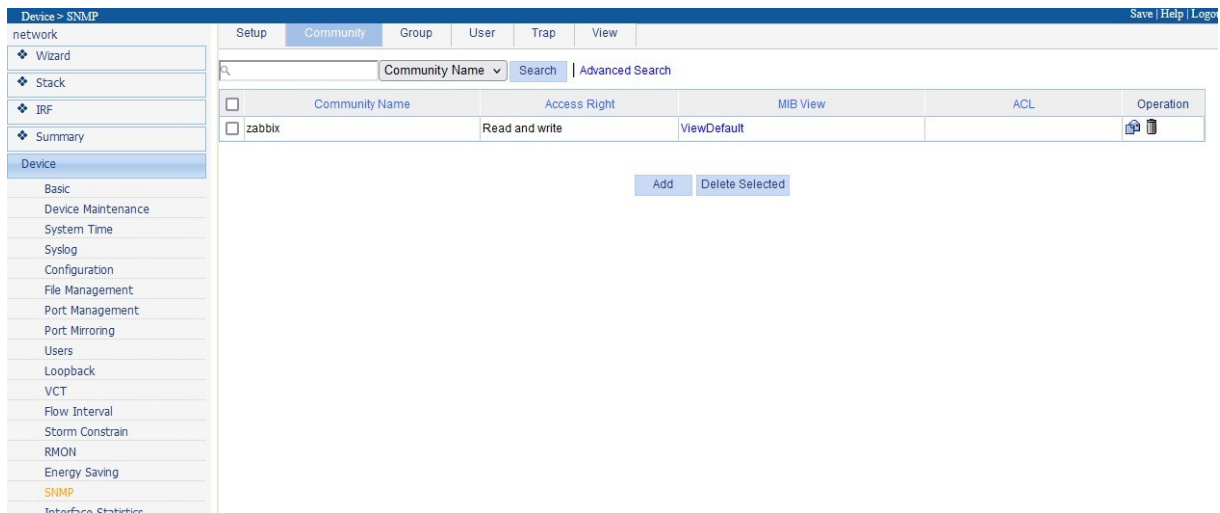 Device > SNMP
Save | Help | Logou
network
Wizard
Stack
IRF
Summary
Device
Basic
Device Maintenance
System Time
Syslog
Configuration
File Management
Port Management
Port Mirroring
Users
Loopback
VCT
Flow Interval
Storm Constrain
RMON
Energy Saving
SNMP
Interface Statistics
Setup Community Group User Trap View
Community Name Search | Advanced Search
Community Name Access Right MIB View ACL Operation
zabbix Read and write ViewDefault
Add Delete Selected